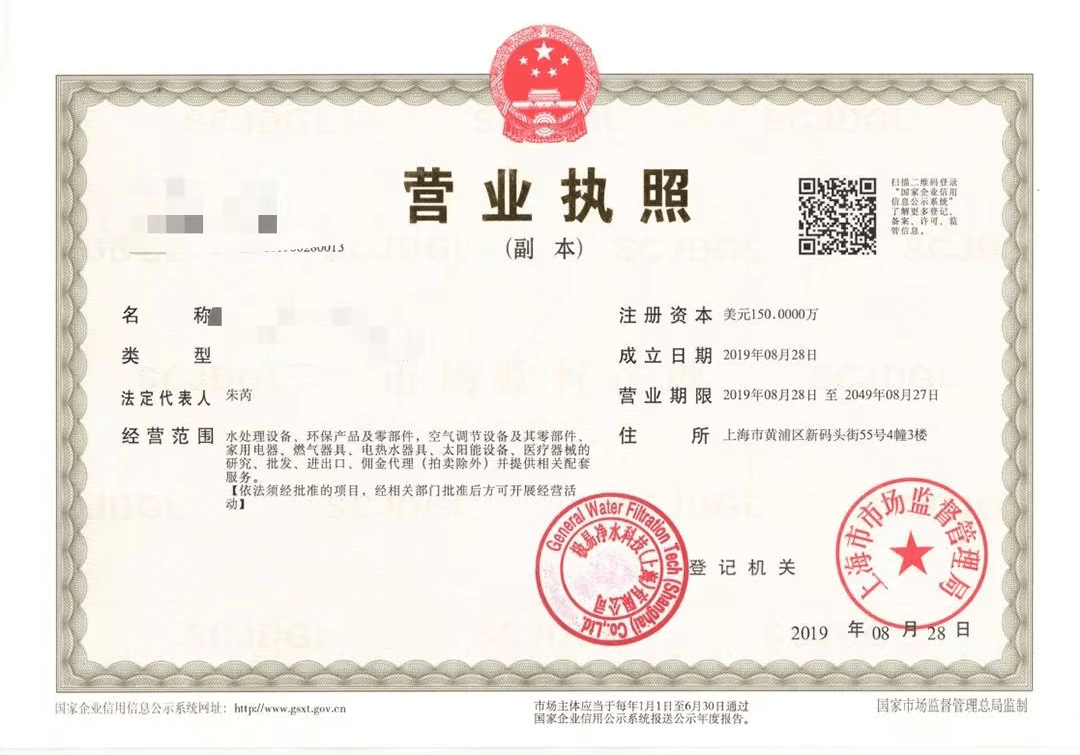 营业执照
（副 本）
扫描二维码登录
“国家企业信用
信息公示系统”
了解更多登记、
备案、许可、监
管信息。
名 称
类 型
法定代表人 朱芮
经营范围 水处理设备、环保产品及零部件，空气调节设备及其零部件、
家用电器、燃气器具、电热水器具、太阳能设备、医疗器械的
研究、批发、进出口、佣金代理（拍卖除外）并提供相关配套
服务。
【依法须经批准的项目，经相关部门批准后方可开展经营活
动】
注册资本 美元150.0000万
成立日期 2019年08月28日
营业期限 2019年08月28日 至 2049年08月27日
住 所 上海市黄浦区新码头街55号4幢3楼
General Water Filtration Tech (Shanghai) Co.,Ltd.
易净水科技(上海)有限公司
登记机关
上海市市场监督管理局
2019 年 08 月 28 日
国家企业信用信息公示系统网址：http://www.gsxt.gov.cn
市场主体应当于每年1月1日至6月30日通过
国家企业信用公示系统报送公示年度报告。
国家市场监督管理总局监制